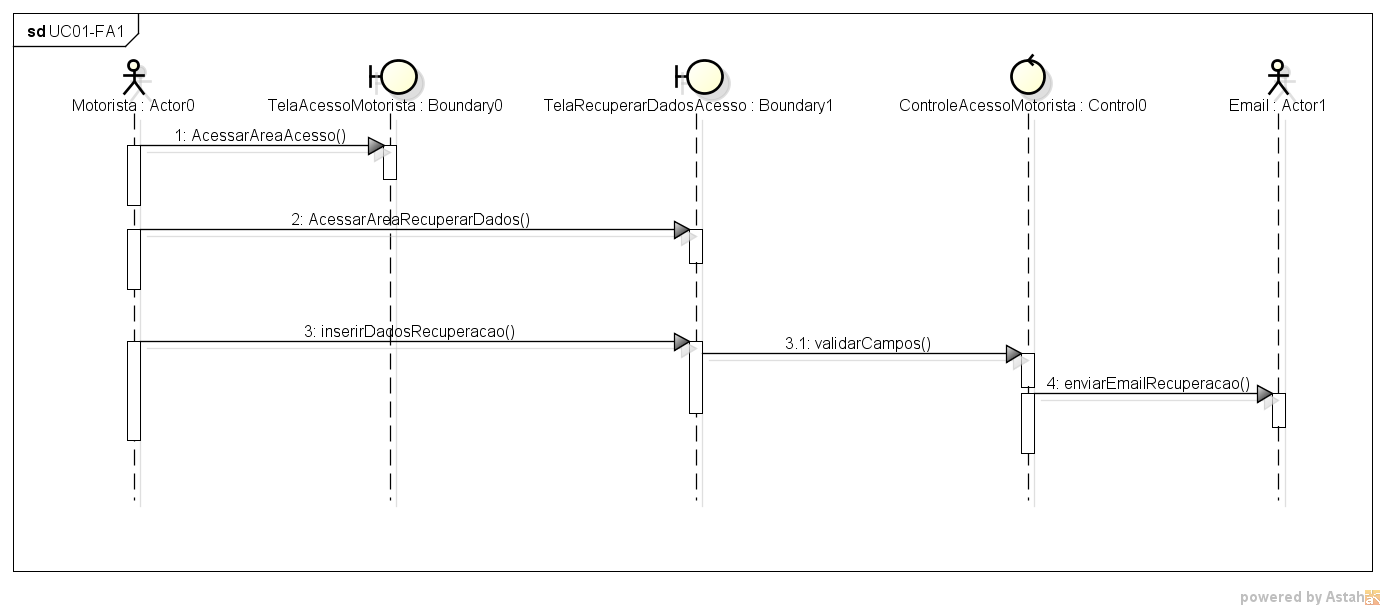 sd UC01-FA1
Motorista : Actor0
TelaAcessoMotorista : Boundary0
TelaRecuperarDadosAcesso : Boundary1
ControleAcessoMotorista : Control0
Email : Actor1
1: AcessarAreaAcesso()
2: AcessarAreaRecuperarDados()
3: inserirDadosRecuperacao()
3.1: validarCampos()
4: enviarEmailRecuperacao()
powered by Astah